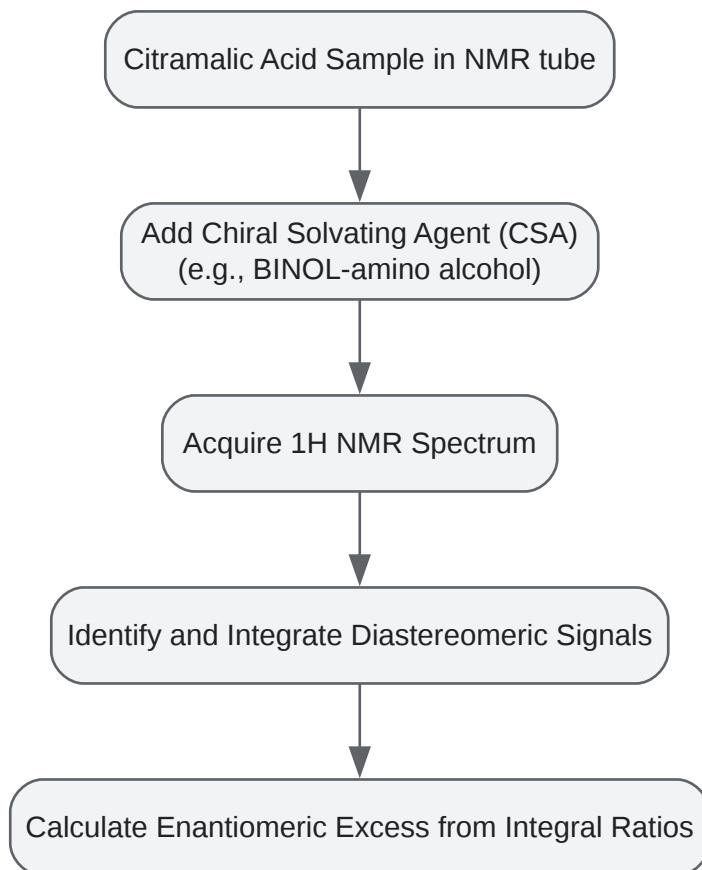 Citramalic Acid Sample in NMR tube
Add Chiral Solvating Agent (CSA)
(e.g., BINOL-amino alcohol)
Acquire 1H NMR Spectrum
Identify and Integrate Diastereomeric Signals
Calculate Enantiomeric Excess from Integral Ratios